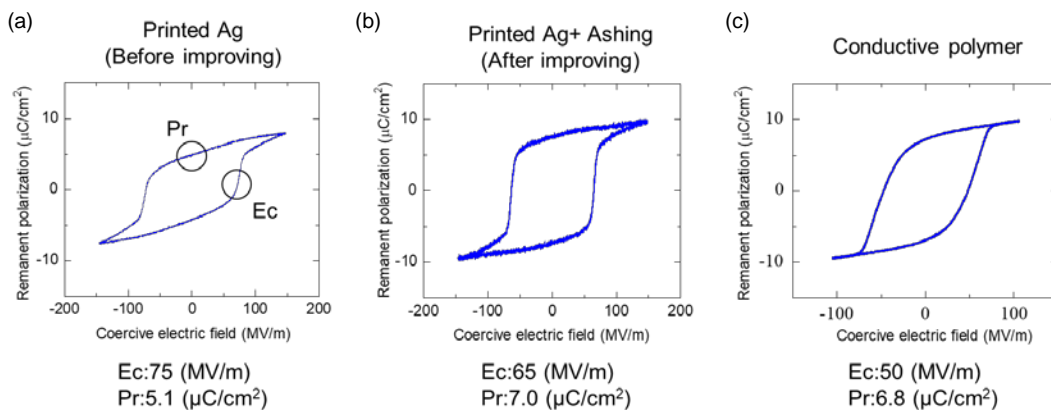 (a)
Printed Ag
(Before improving)
Remanent polarization (μC/cm²)
10
0
-10
Pr
Ec
-200
-100
0
100
200
Coercive electric field (MV/m)
Ec:75 (MV/m)
Pr:5.1 (μC/cm²)
(b)
Printed Ag+ Ashing
(After improving)
Remanent polarization (μC/cm²)
10
0
-10
-200
-100
0
100
200
Coercive electric field (MV/m)
Ec:65 (MV/m)
Pr:7.0 (μC/cm²)
(c)
Conductive polymer
Remanent polarization (μC/cm²)
10
0
-10
-100
0
100
Coercive electric field (MV/m)
Ec:50 (MV/m)
Pr:6.8 (μC/cm²)